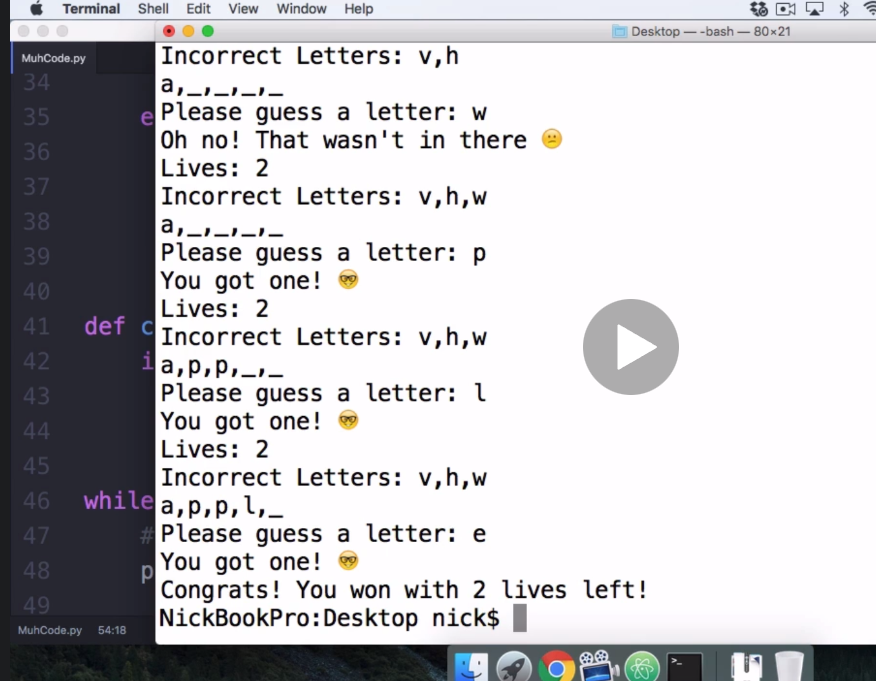 Terminal Shell Edit View Window Help
Desktop — -bash — 80×21
MuhCode.py
34
35 e
36
37
38
39
40
41 def c
42 i
43
44
45
46 while
47 #
48 p
49
MuhCode.py 54:18
Incorrect Letters: v,h
a,_,_,_,_
Please guess a letter: w
Oh no! That wasn't in there 😕
Lives: 2
Incorrect Letters: v,h,w
a,_,_,_,_
Please guess a letter: p
You got one! 🤓
Lives: 2
Incorrect Letters: v,h,w
a,p,p,_,_
Please guess a letter: l
You got one! 🤓
Lives: 2
Incorrect Letters: v,h,w
a,p,p,l,_
Please guess a letter: e
You got one! 🤓
Congrats! You won with 2 lives left!
NickBookPro:Desktop nick$
>_